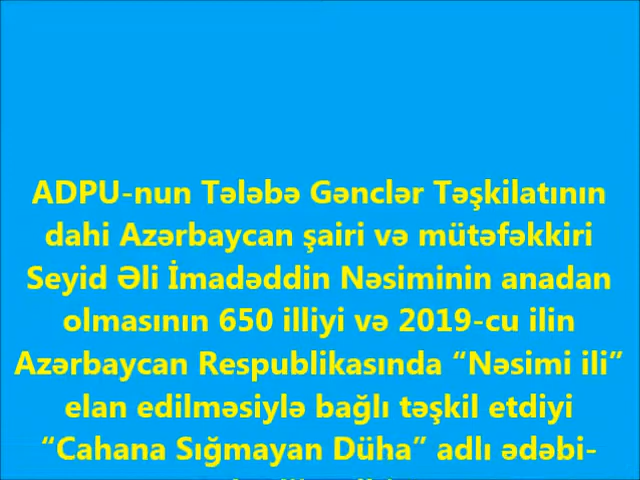 ADPU-nun Tələbə Gənclər Təşkilatının
dahi Azərbaycan şairi və mütəfəkkiri
Seyid Əli İmadəddin Nəsiminin anadan
olmasının 650 illiyi və 2019-cu ilin
Azərbaycan Respublikasında “Nəsimi ili”
elan edilməsiylə bağlı təşkil etdiyi
“Cahana Sığmayan Düha” adlı ədəbi-